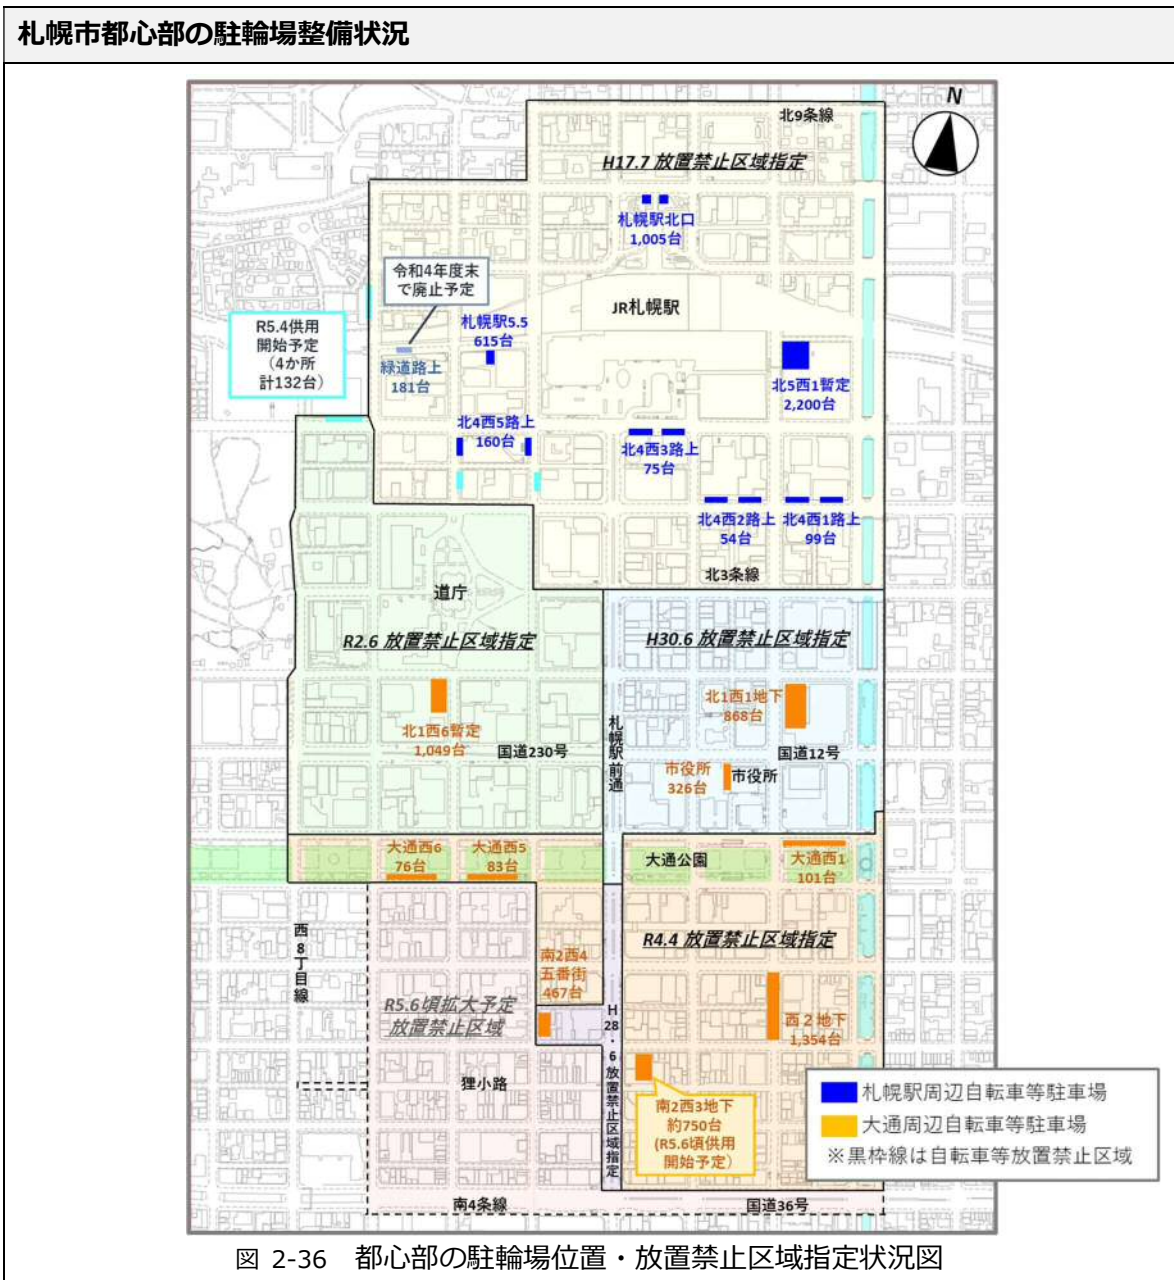 札幌市都心部の駐輪場整備状況
N
北9条線
H17.7 放置禁止区域指定
札幌駅北口
1,005台
令和4年度末
で廃止予定
JR札幌駅
R5.4供用
開始予定
（4か所
計132台）
札幌駅5.5
615台
緑道路上
181台
北5西1暫定
2,200台
北4西5路上
160台
北4西3路上
75台
北4西2路上
54台
北4西1路上
99台
北3条線
道庁
R2.6 放置禁止区域指定
H30.6 放置禁止区域指定
北1西6暫定
1,049台
国道230号
札幌駅前通
北1西1地下
868台
国道12号
市役所
326台
市役所
大通西6
76台
大通西5
83台
大通公園
大通西1
101台
西8丁目線
南2西4
五番街
467台
R4.4 放置禁止区域指定
R5.6頃拡大予定
放置禁止区域
H28・6放置禁止区域指定
西2地下
1,354台
狸小路
南2西3地下
約750台
(R5.6頃供用
開始予定)
南4条線
国道36号
札幌駅周辺自転車等駐車場
大通周辺自転車等駐車場
※黒枠線は自転車等放置禁止区域
図 2-36 都心部の駐輪場位置・放置禁止区域指定状況図